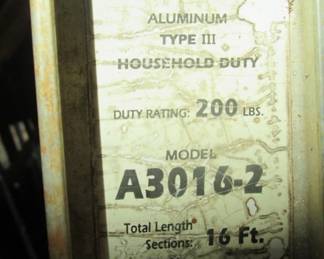 ALUMINUM
TYPE III
HOUSEHOLD DUTY
DUTY RATING: 200 LBS.
MODEL
A3016-2
Total Length
Sections: 16 Ft.